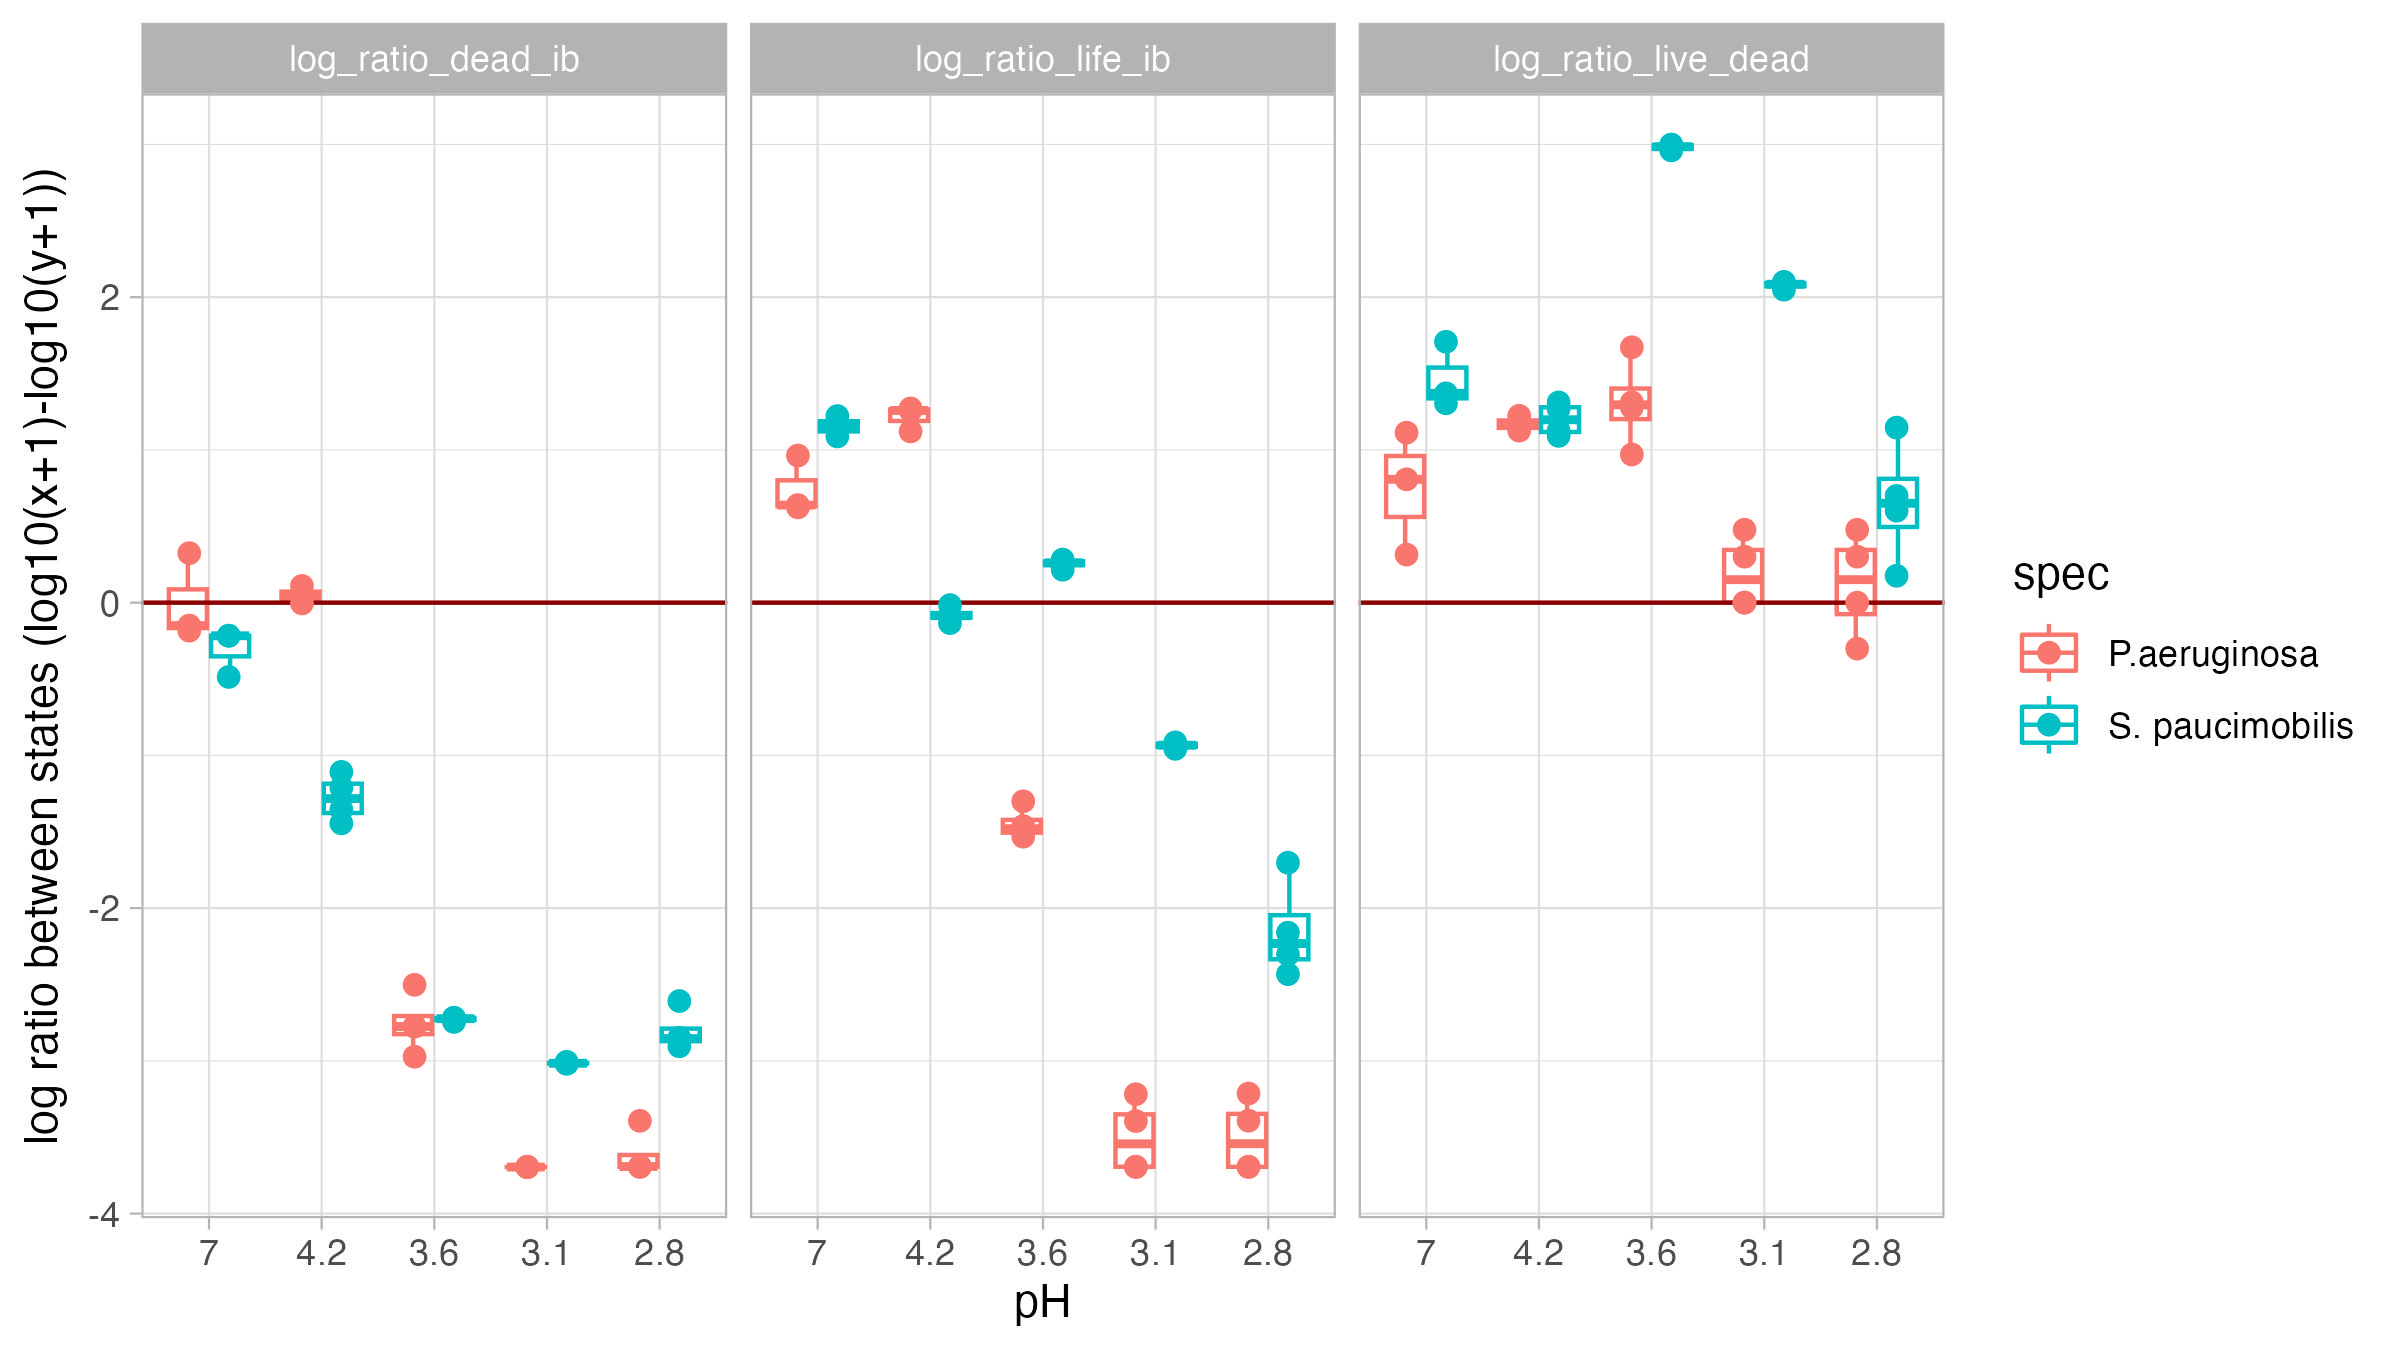 log_ratio_dead_ib
log_ratio_life_ib
log_ratio_live_dead
log ratio between states (log10(x+1)-log10(y+1))
2
0
-2
-4
7 4.2 3.6 3.1 2.8
7 4.2 3.6 3.1 2.8
7 4.2 3.6 3.1 2.8
pH
spec
P.aeruginosa
S. paucimobilis